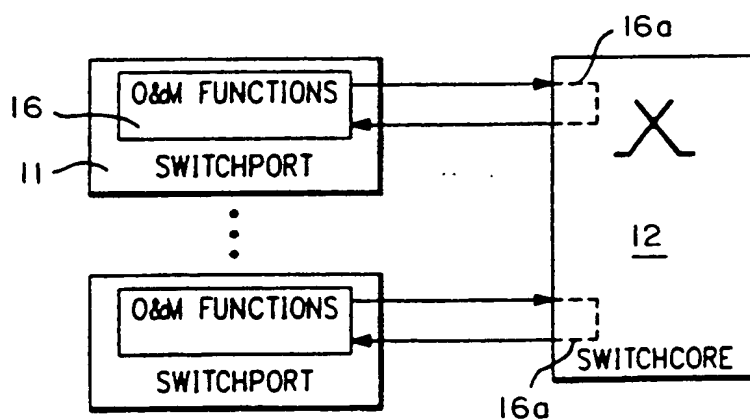 16a
O&M FUNCTIONS
16
11
SWITCHPORT
12
O&M FUNCTIONS
SWITCHPORT
SWITCHCORE
16a